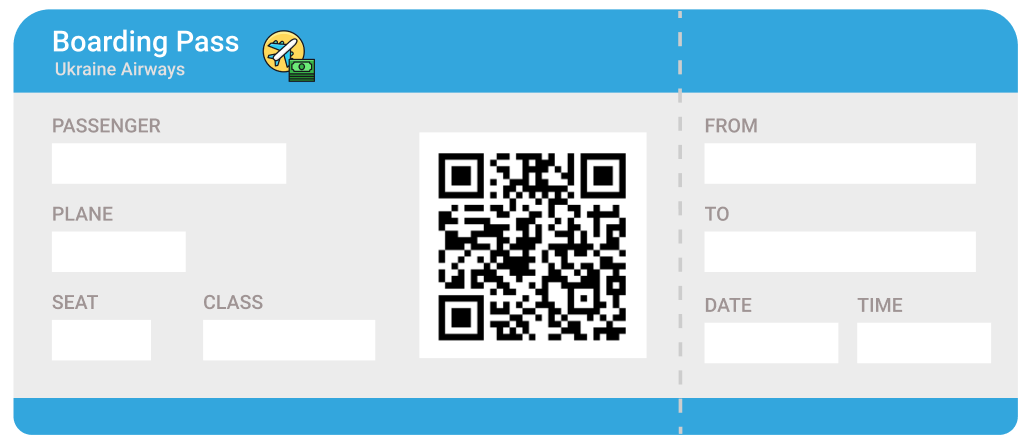 Boarding Pass
Ukraine Airways
PASSENGER
PLANE
SEAT CLASS
FROM
TO
DATE TIME